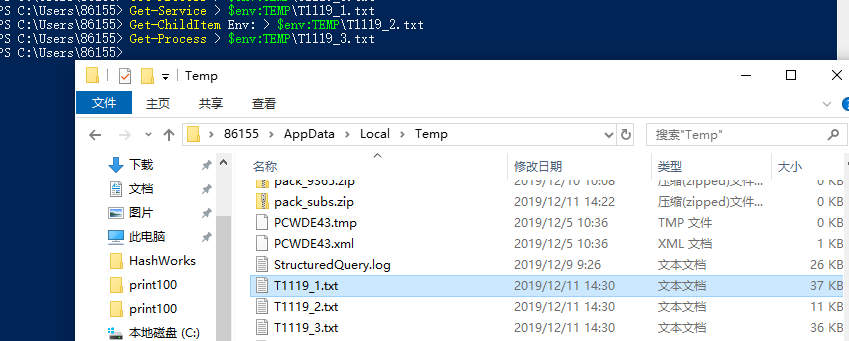 Get-Service > $env:TEMP\T1119_1.txt
PS C:\Users\86155> Get-ChildItem Env: > $env:TEMP\T1119_2.txt
PS C:\Users\86155> Get-Process > $env:TEMP\T1119_3.txt
PS C:\Users\86155>
Temp
文件 主页 共享 查看
86155 > AppData > Local > Temp 搜索"Temp"
名称 修改日期 类型 大小
下载 pack_9365.zip 2019/12/10 10:08 压缩(zipped)文件... 0 KB
文档 pack_subs.zip 2019/12/11 14:22 压缩(zipped)文件... 0 KB
图片 PCWDE43.tmp 2019/12/5 10:36 TMP 文件 0 KB
此电脑 PCWDE43.xml 2019/12/5 10:36 XML 文档 1 KB
HashWorks StructuredQuery.log 2019/12/9 9:26 文本文档 26 KB
print100 T1119_1.txt 2019/12/11 14:30 文本文档 37 KB
print100 T1119_2.txt 2019/12/11 14:30 文本文档 11 KB
本地磁盘 (C:) T1119_3.txt 2019/12/11 14:30 文本文档 36 KB